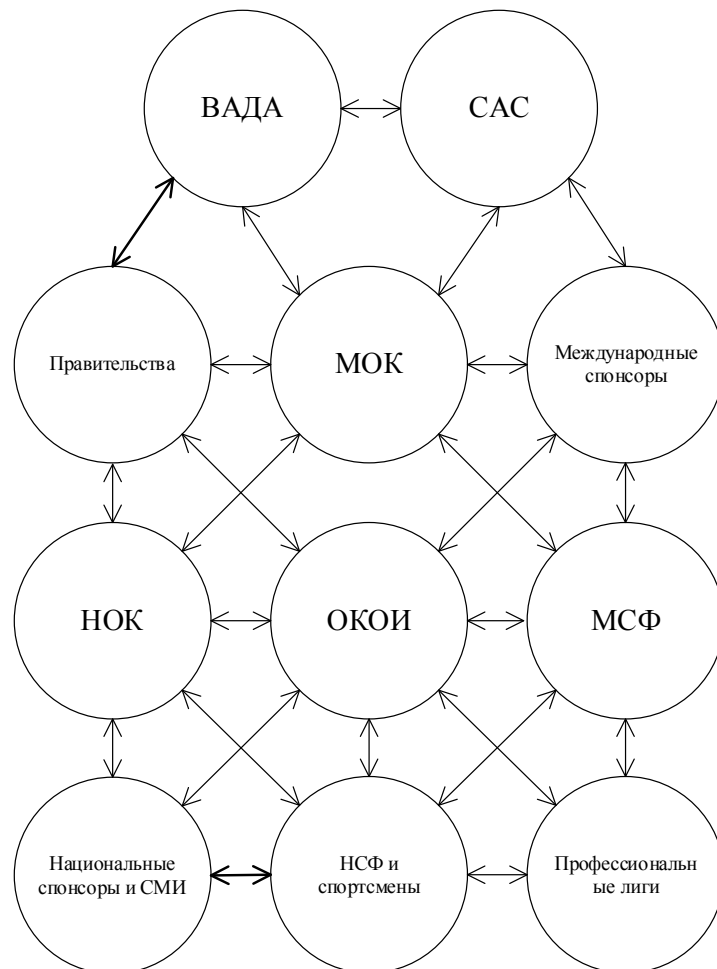 ВАДА
САС
Правительства
МОК
Международные
спонсоры
НОК
ОКОИ
МСФ
Национальные
спонсоры и СМИ
НСФ и
спортсмены
Профессиональн
ые лиги